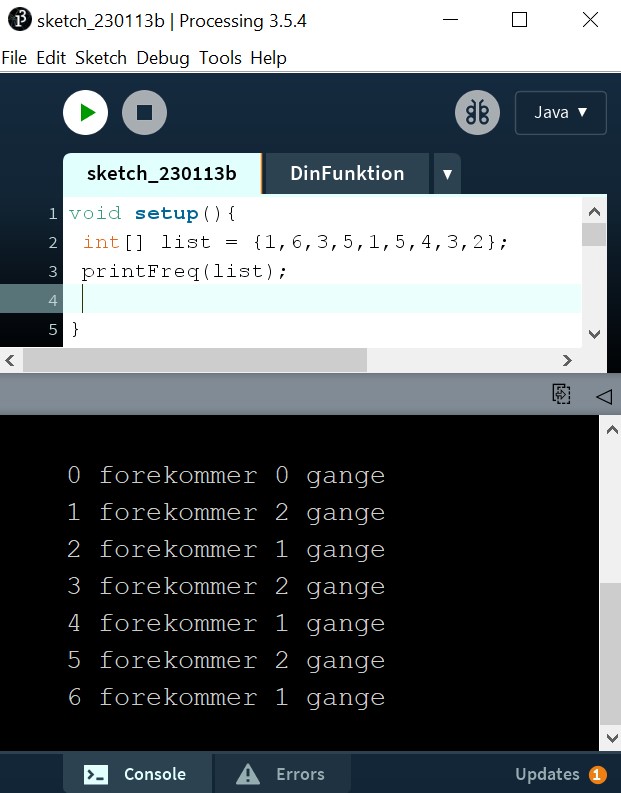 sketch_230113b | Processing 3.5.4
File Edit Sketch Debug Tools Help
Java ▼
sketch_230113b DinFunktion ▼
1 void setup(){
2 int[] list = {1,6,3,5,1,5,4,3,2};
3 printFreq(list);
4
5 }
0 forekommer 0 gange
1 forekommer 2 gange
2 forekommer 1 gange
3 forekommer 2 gange
4 forekommer 1 gange
5 forekommer 2 gange
6 forekommer 1 gange
Console Errors Updates 1